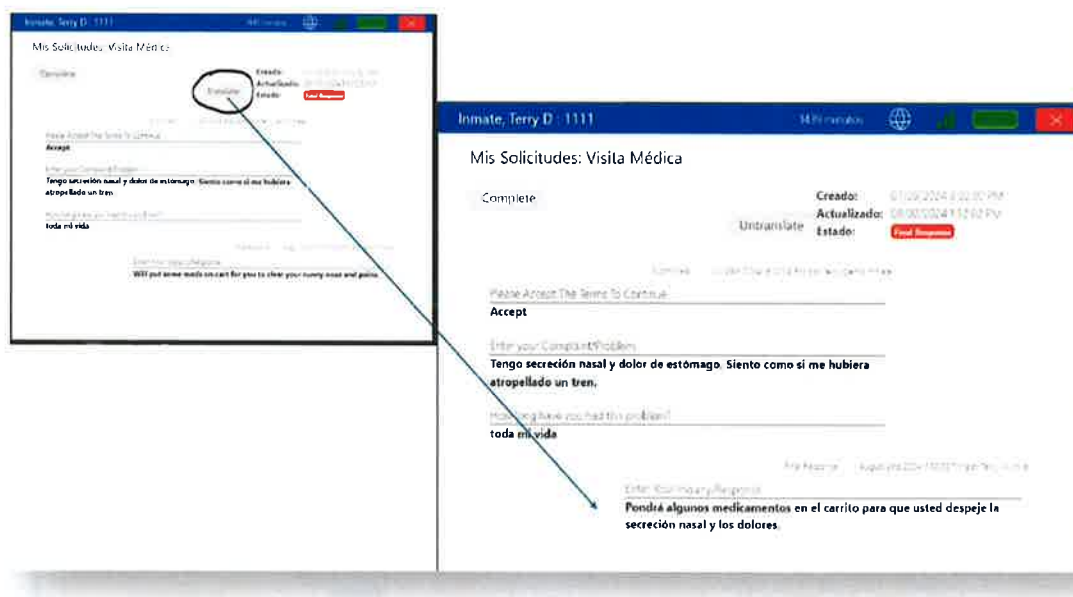 Inmate, Terry D : 1111
Mis Solicitudes: Visita Médica
Complete
Translate
Creado:
Actualizado:
Estado: Final Response
Please Accept The Terms To Continue
Accept
Enter your Complaint/Problem
Tengo secreción nasal y dolor de estómago. Siento como si me hubiera
atropellado un tren.
How long have you had this problem?
toda mi vida
Enter Your Inquiry/Response
Will put some meds on cart for you to clear your runny nose and pains.
Inmate, Terry D : 1111
minutos
Mis Solicitudes: Visita Médica
Complete
Untranslate
Creado:
Actualizado:
Estado: Final Response
Please Accept The Terms To Continue
Accept
Enter your Complaint/Problem
Tengo secreción nasal y dolor de estómago. Siento como si me hubiera
atropellado un tren.
How long have you had this problem?
toda mi vida
Final Response
Enter Your Inquiry/Response
Pondrá algunos medicamentos en el carrito para que usted despeje la
secreción nasal y los dolores.